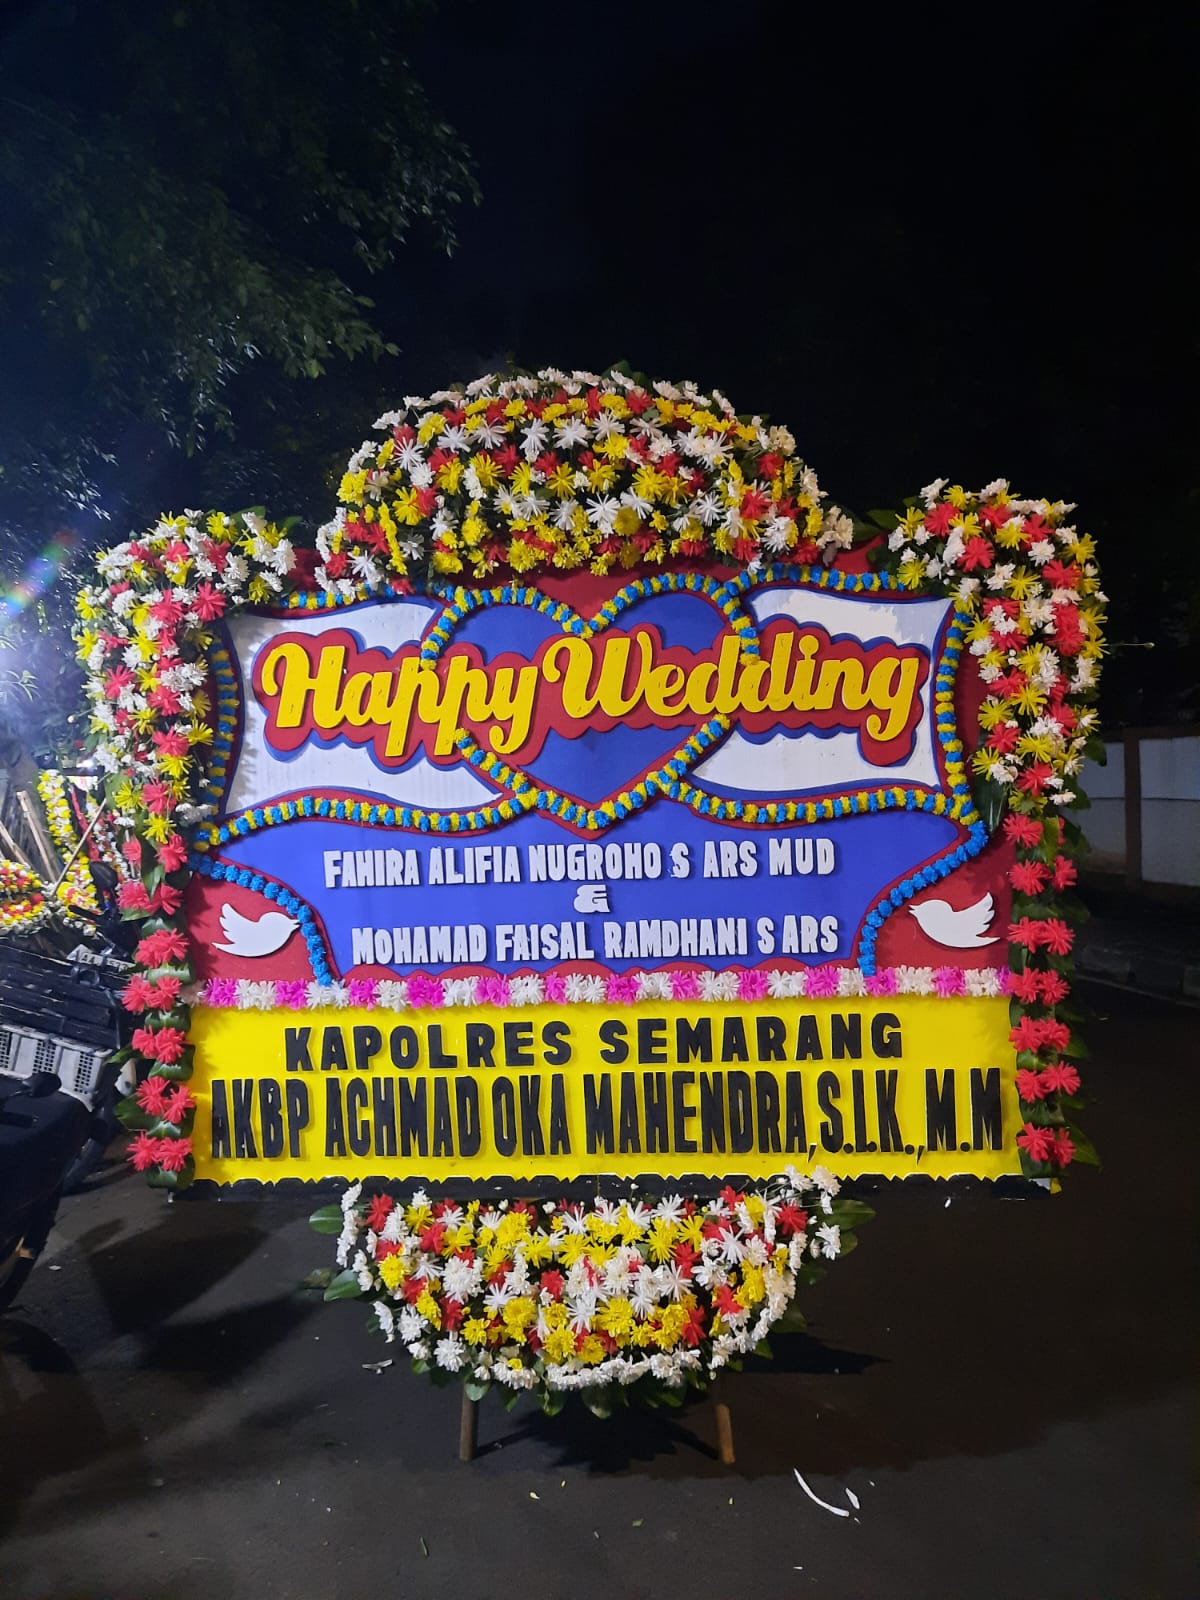 Happy Wedding
FAHIRA ALIFIA NUGROHO S ARS MUD
&
MOHAMAD FAISAL RAMDHANI S ARS
KAPOLRES SEMARANG
AKBP ACHMAD OKA MAHENDRA,S.I.K.,M.M